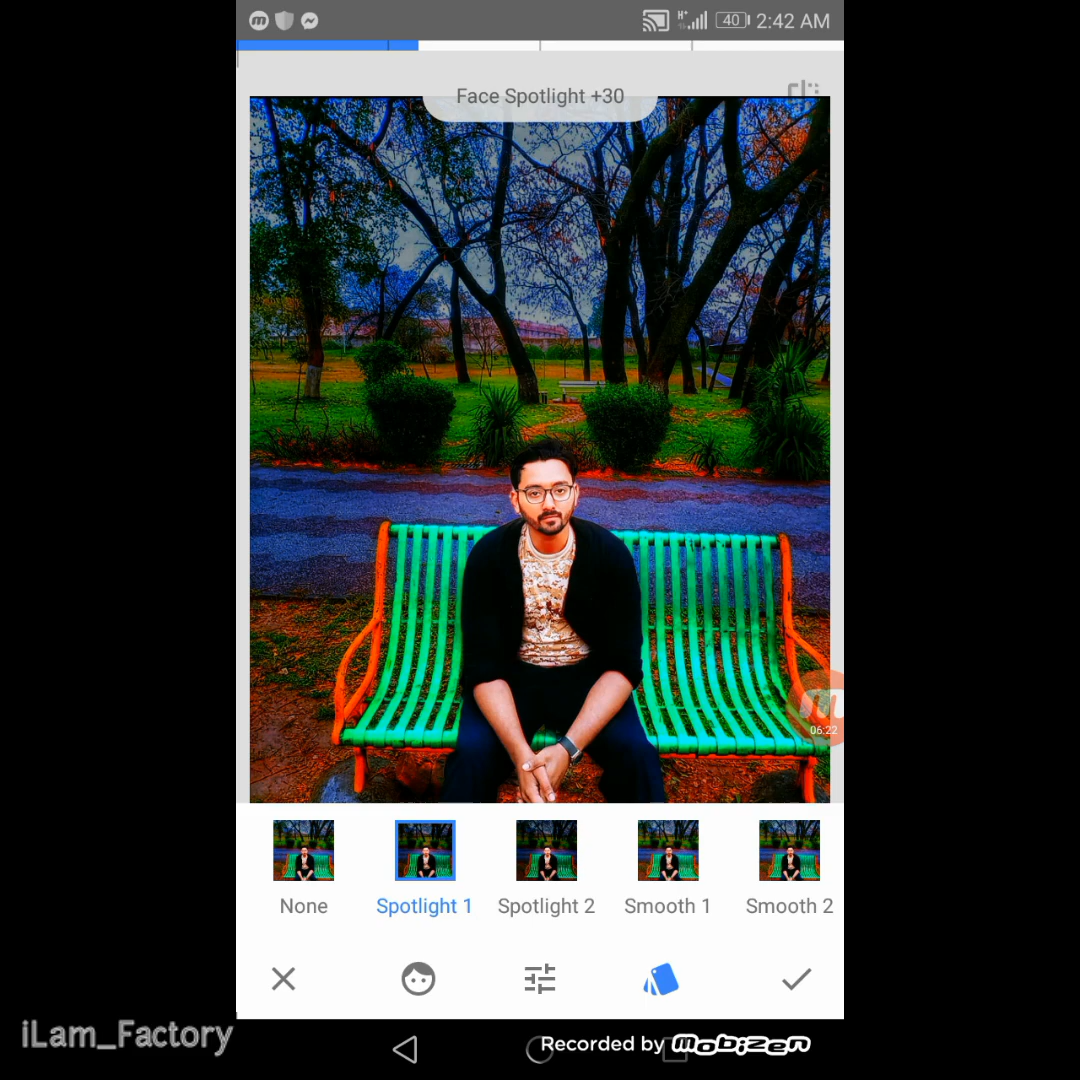 40 2:42 AM
Face Spotlight +30
06:22
None Spotlight 1 Spotlight 2 Smooth 1 Smooth 2
iLam_Factory
Recorded by Mobizen